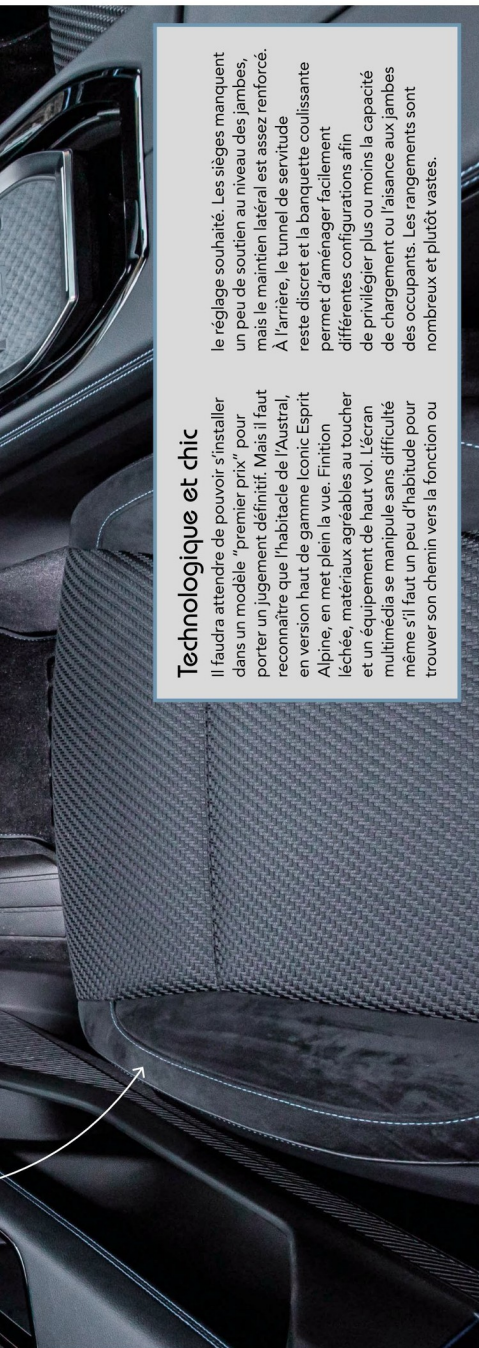 Technologique et chic
Il faudra attendre de pouvoir s’installer
dans un modèle “premier prix” pour
porter un jugement définitif. Mais il faut
reconnaître que l’habitacle de l’Austral,
en version haut de gamme Iconic Esprit
Alpine, en met plein la vue. Finition
léchée, matériaux agréables au toucher
et un équipement de haut vol. L’écran
multimédia se manipule sans difficulté
même s’il faut un peu d’habitude pour
trouver son chemin vers la fonction ou
le réglage souhaité. Les sièges manquent
un peu de soutien au niveau des jambes,
mais le maintien latéral est assez renforcé.
À l’arrière, le tunnel de servitude
reste discret et la banquette coulissante
permet d’aménager facilement
différentes configurations afin
de privilégier plus ou moins la capacité
de chargement ou l’aisance aux jambes
des occupants. Les rangements sont
nombreux et plutôt vastes.